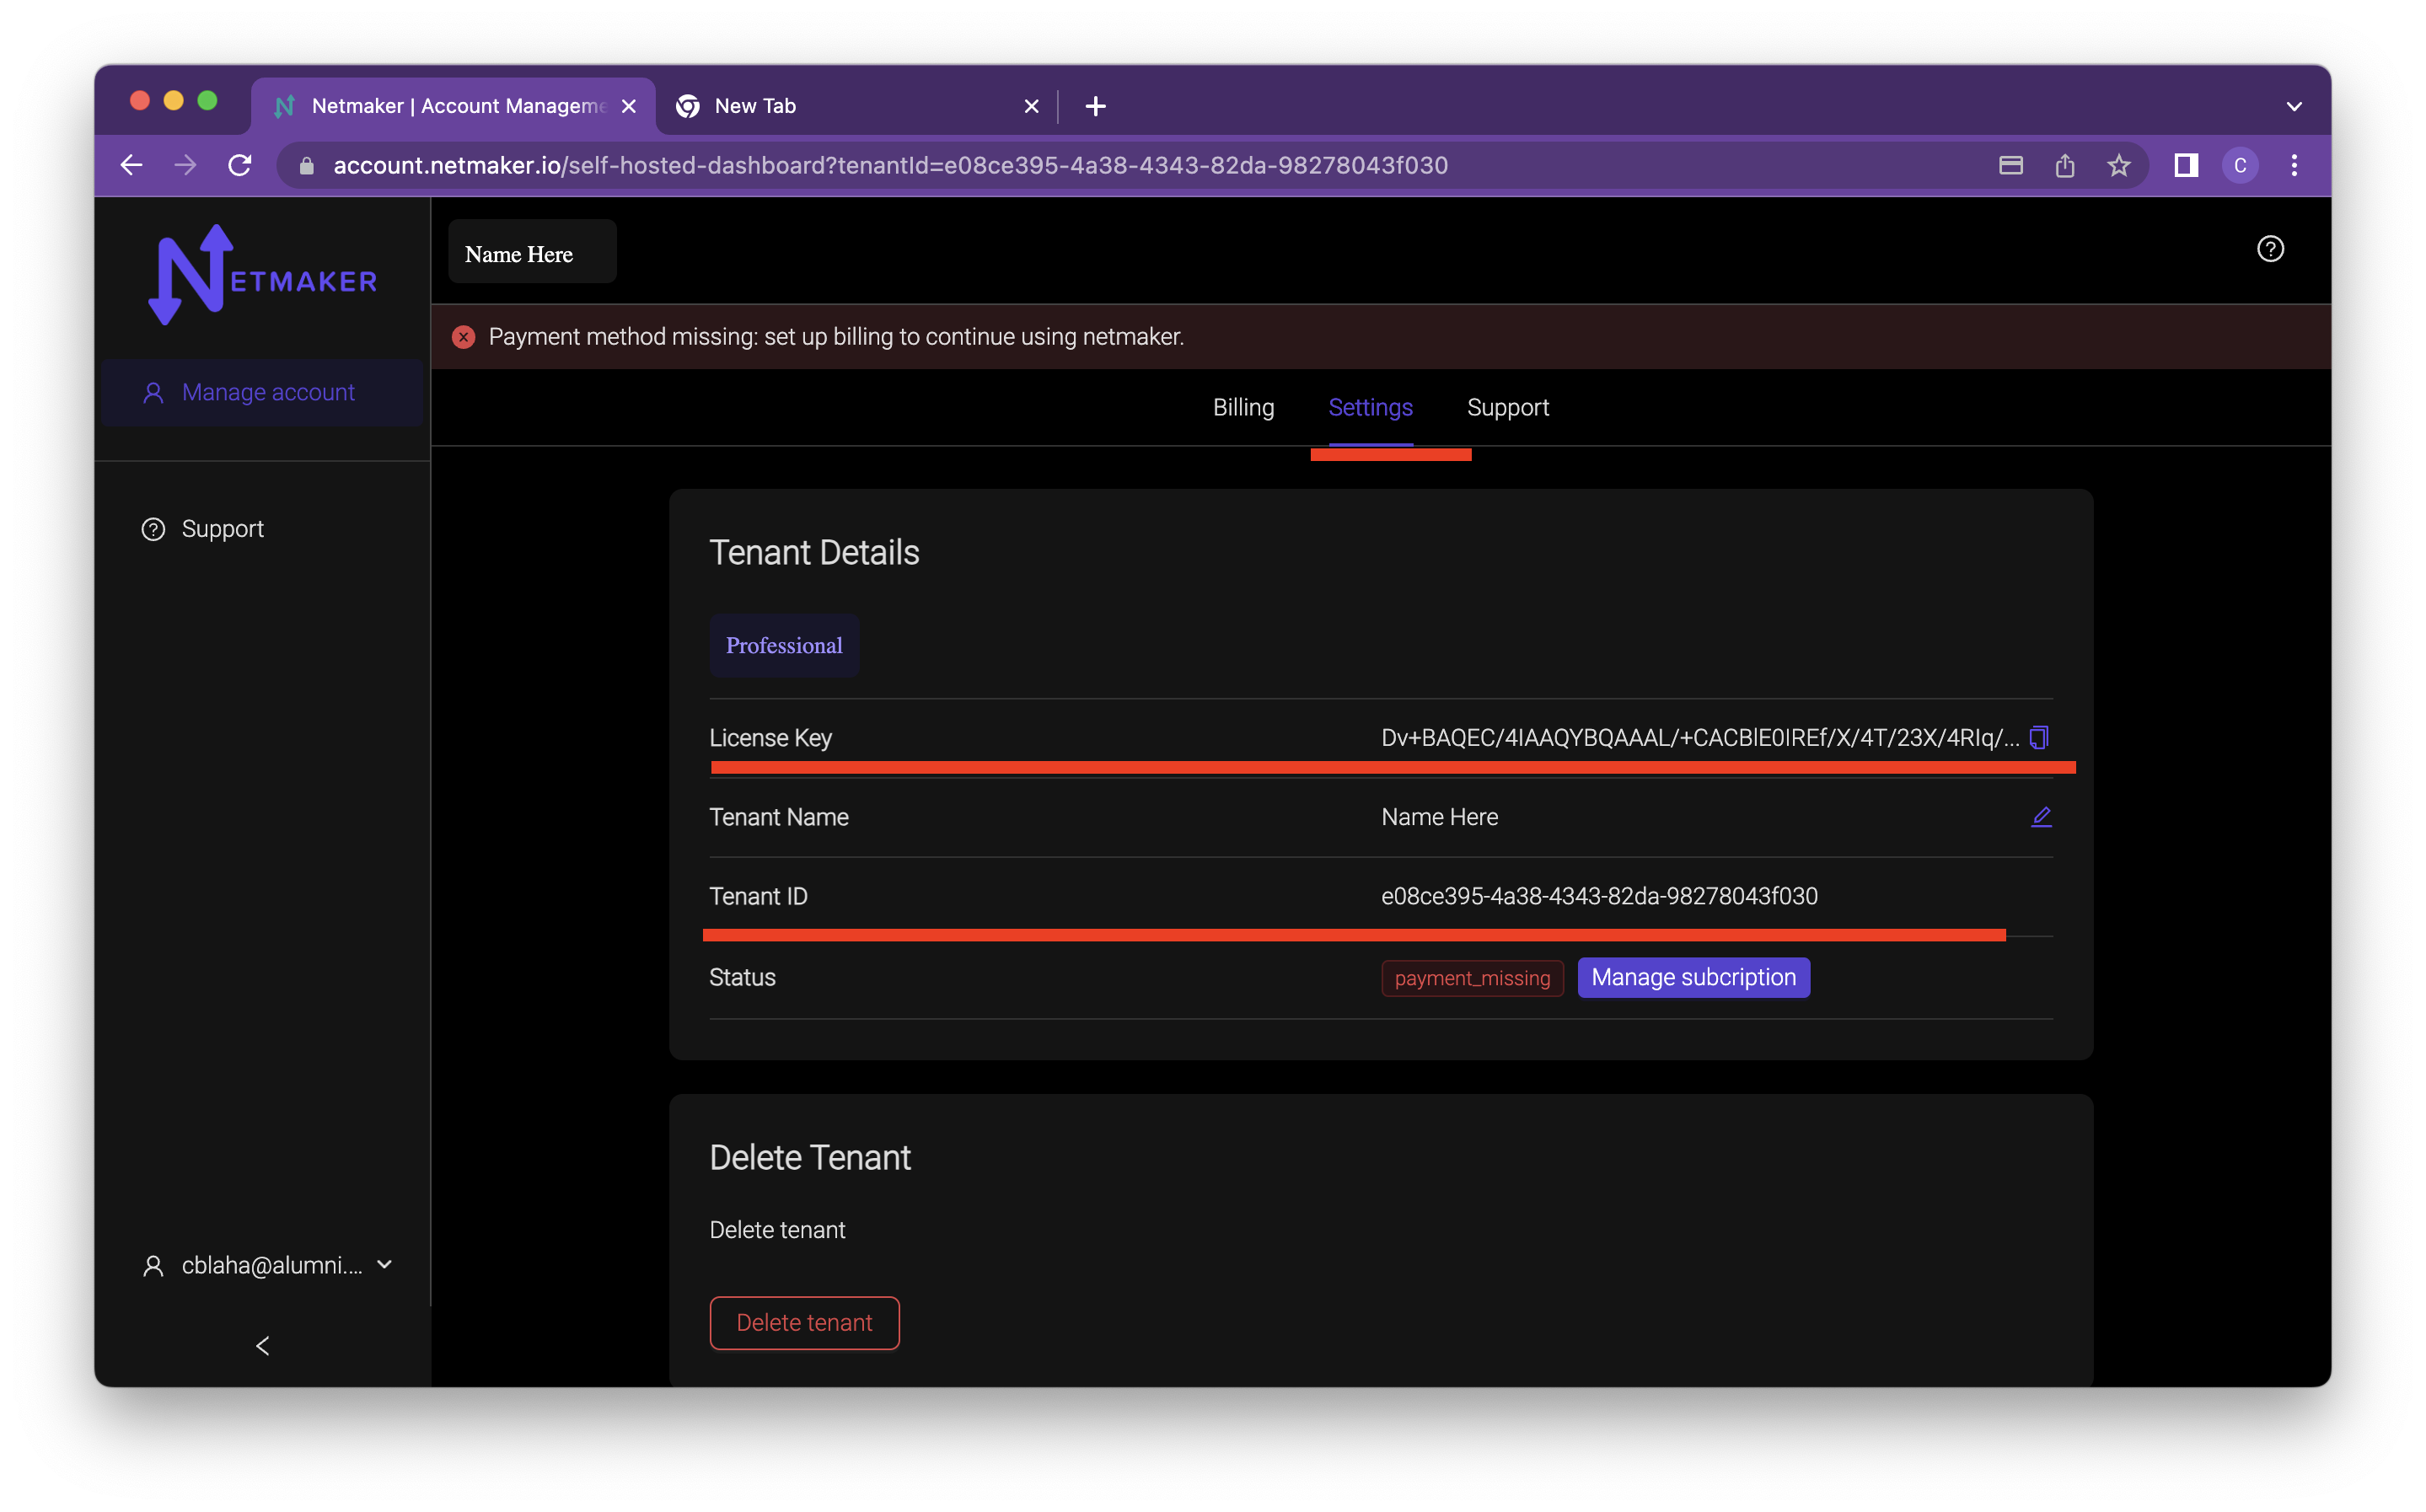 Netmaker | Account Manageme
New Tab
account.netmaker.io/self-hosted-dashboard?tenantId=e08ce395-4a38-4343-82da-98278043f030
C
NETMAKER
Name Here
Payment method missing: set up billing to continue using netmaker.
Manage account
Billing
Settings
Support
Support
Tenant Details
Professional
License Key
Dv+BAQEC/4IAAQYBQAAAL/+CACBlE0IREf/X/4T/23X/4RIq/...
Tenant Name
Name Here
Tenant ID
e08ce395-4a38-4343-82da-98278043f030
Status
payment_missing
Manage subcription
Delete Tenant
Delete tenant
Delete tenant
cblaha@alumni....